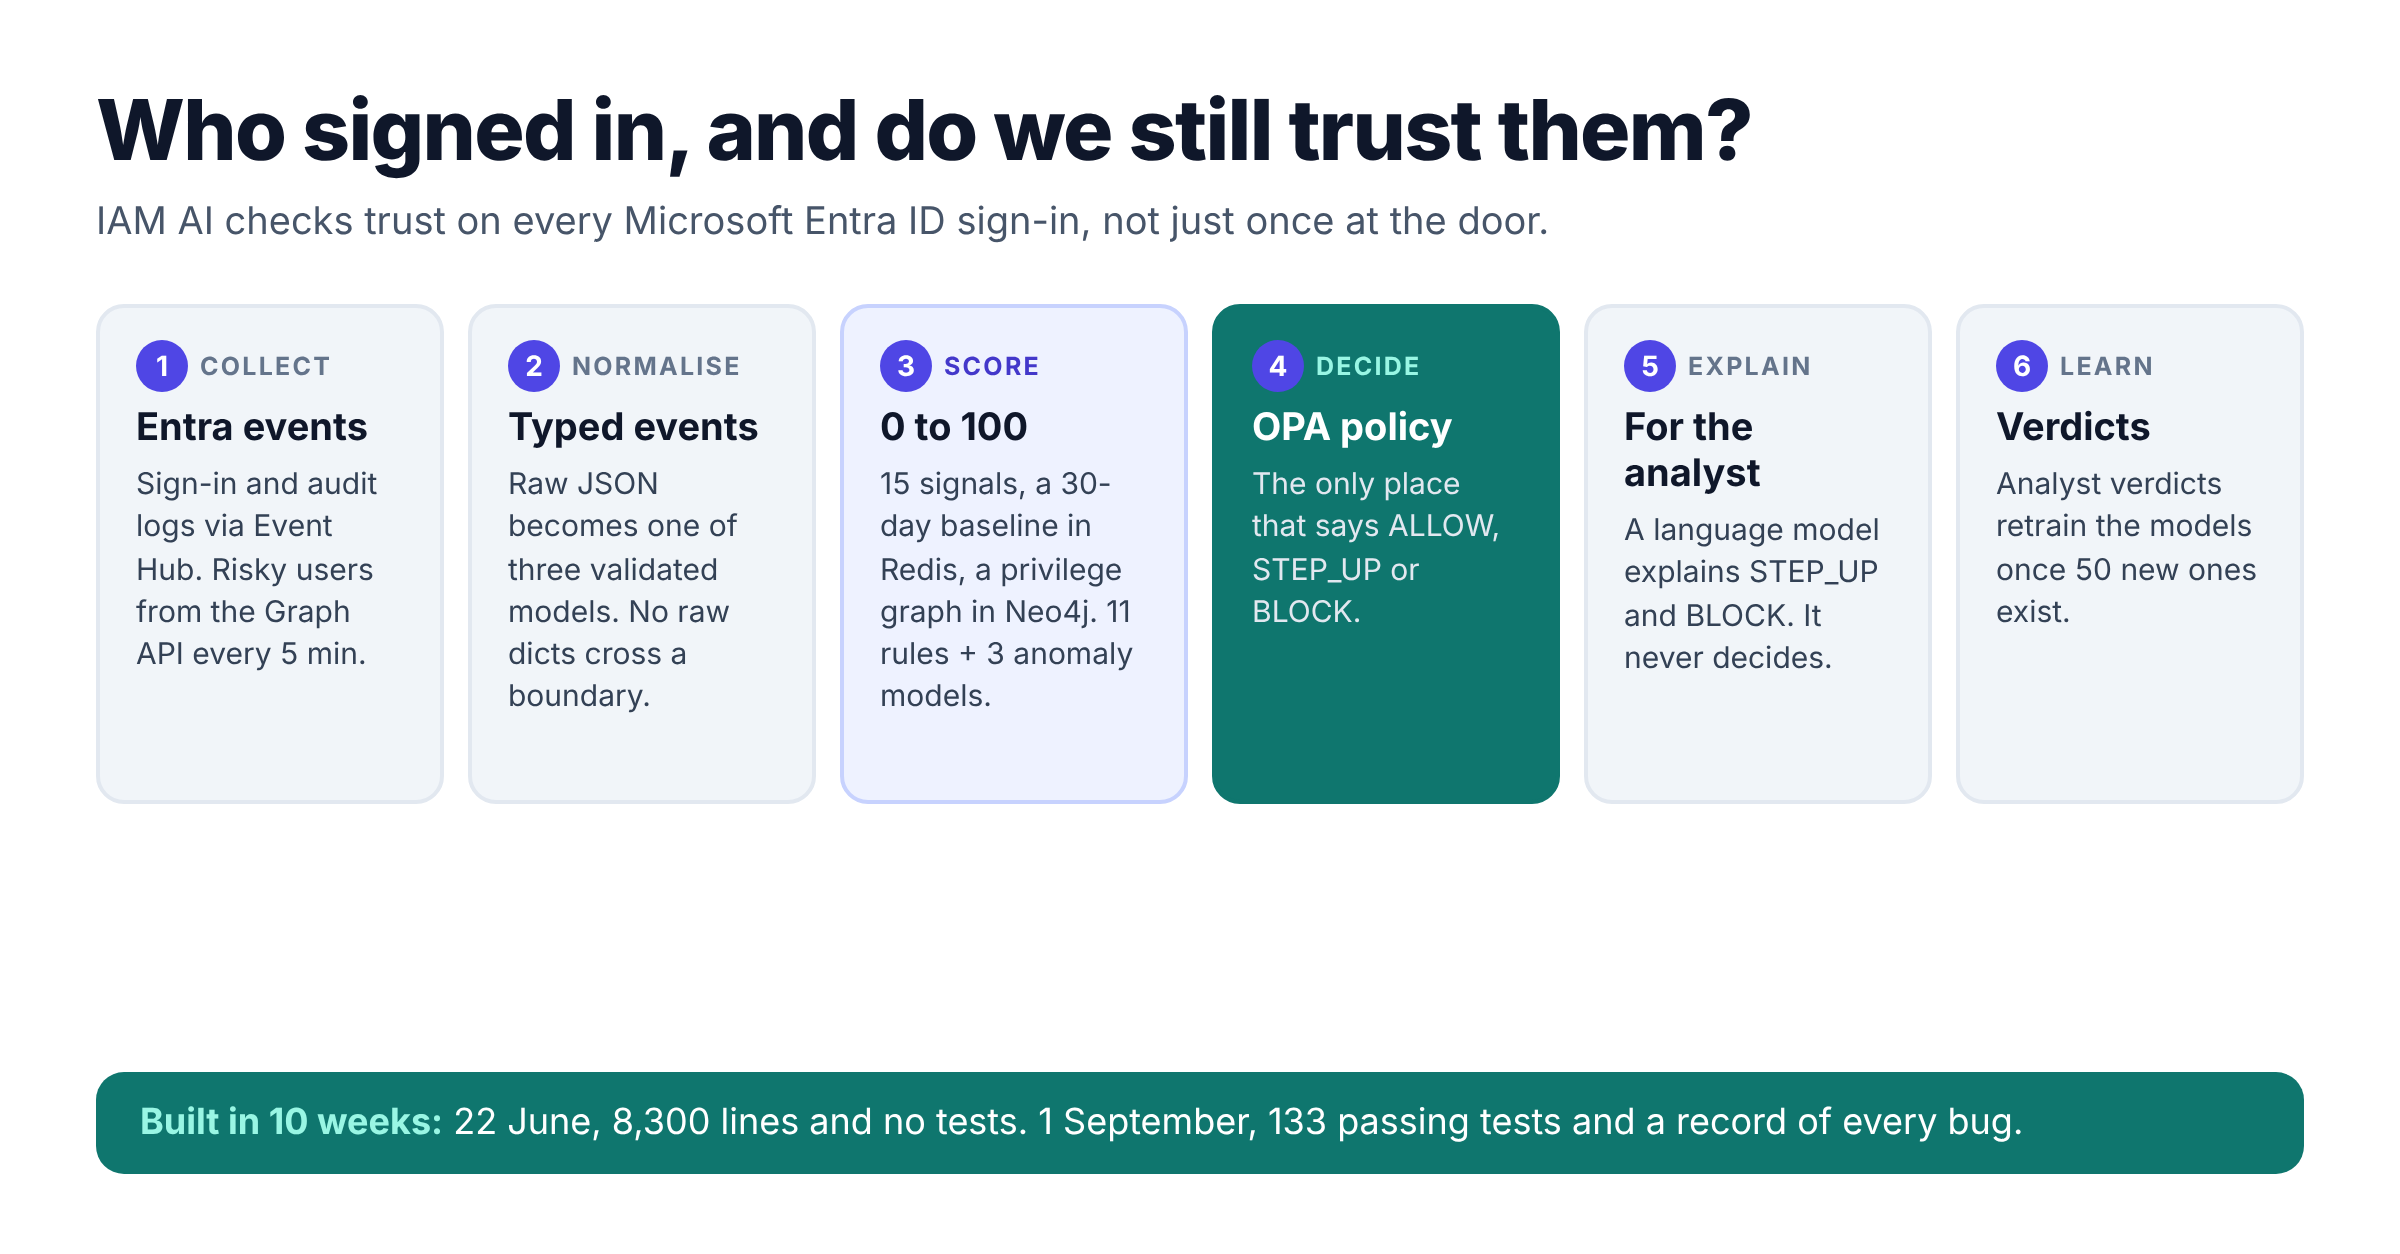 Who signed in, and do we still trust them?
IAM AI checks trust on every Microsoft Entra ID sign-in, not just once at the door.
1 COLLECT
Entra events
Sign-in and audit
logs via Event
Hub. Risky users
from the Graph
API every 5 min.
2 NORMALISE
Typed events
Raw JSON
becomes one of
three validated
models. No raw
dicts cross a
boundary.
3 SCORE
0 to 100
15 signals, a 30-
day baseline in
Redis, a privilege
graph in Neo4j. 11
rules + 3 anomaly
models.
4 DECIDE
OPA policy
The only place
that says ALLOW,
STEP_UP or
BLOCK.
5 EXPLAIN
For the
analyst
A language model
explains STEP_UP
and BLOCK. It
never decides.
6 LEARN
Verdicts
Analyst verdicts
retrain the models
once 50 new ones
exist.
Built in 10 weeks: 22 June, 8,300 lines and no tests. 1 September, 133 passing tests and a record of every bug.